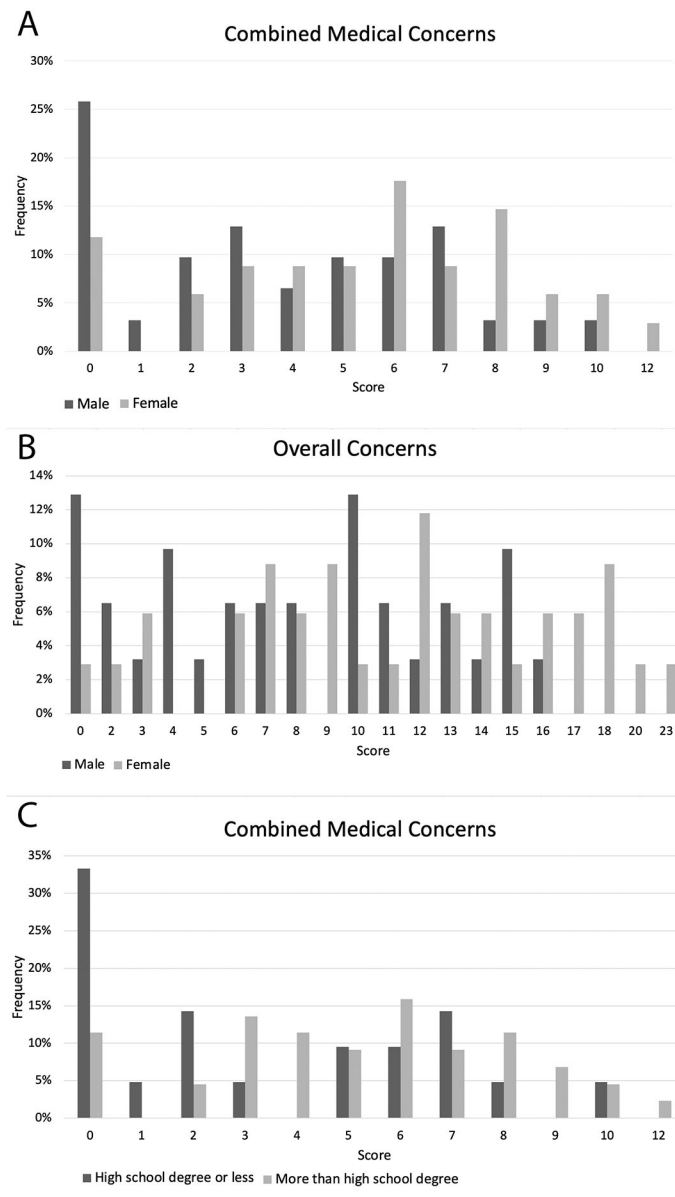 A
Combined Medical Concerns
30%
25%
20%
15%
10%
5%
0%
Frequency
0 1 2 3 4 5 6 7 8 9 10 12
Score
Male Female
B
Overall Concerns
14%
12%
10%
8%
6%
4%
2%
0%
Frequency
0 2 3 4 5 6 7 8 9 10 11 12 13 14 15 16 17 18 20 23
Score
Male Female
C
Combined Medical Concerns
35%
30%
25%
20%
15%
10%
5%
0%
Frequency
0 1 2 3 4 5 6 7 8 9 10 12
Score
High school degree or less More than high school degree